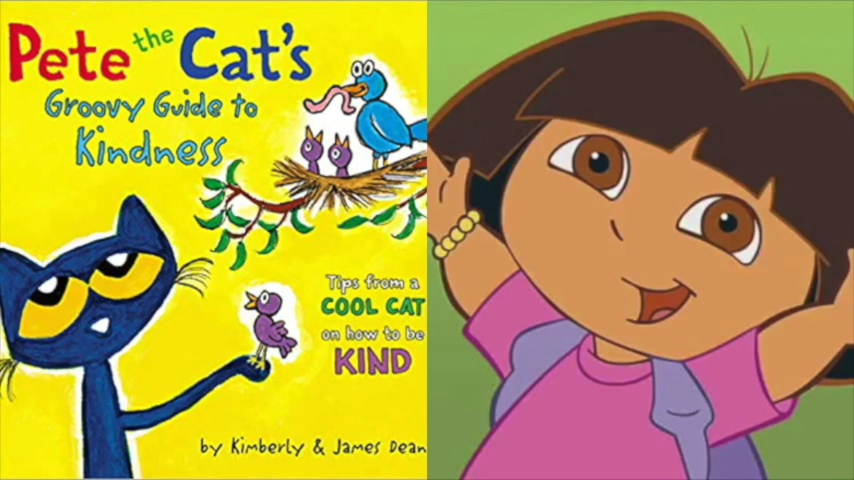 Pete the Cat's
Groovy Guide to
Kindness
Tips from a
COOL CAT
on how to be
KIND
by Kimberly & James Dean